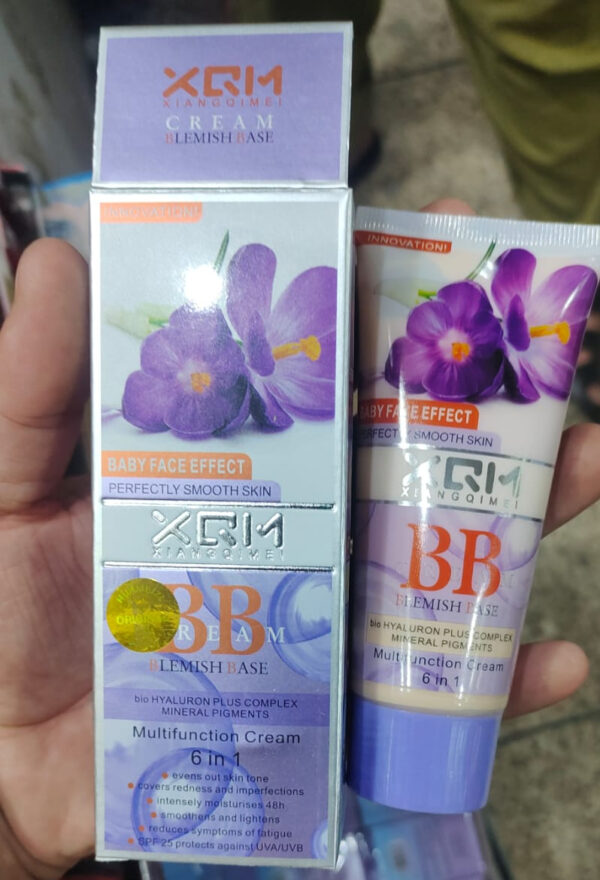 XQM
XIANGQIMEI
CREAM
BLEMISH BASE
INNOVATION!
BABY FACE EFFECT
PERFECTLY SMOOTH SKIN
XQM
XIANGQIMEI
ORIGINAL
BB
CREAM
BLEMISH BASE
bio HYALURON PLUS COMPLEX
MINERAL PIGMENTS
Multifunction Cream
6 in 1
• evens out skin tone
• covers redness and imperfections
• intensely moisturises 48h
• smoothens and lightens
• reduces symptoms of fatigue
• SPF 25 protects against UVA/UVB
INNOVATION!
BABY FACE EFFECT
PERFECTLY SMOOTH SKIN
XQM
XIANGQIMEI
BB
BLEMISH BASE
bio HYALURON PLUS COMPLEX
MINERAL PIGMENTS
Multifunction Cream
6 in 1